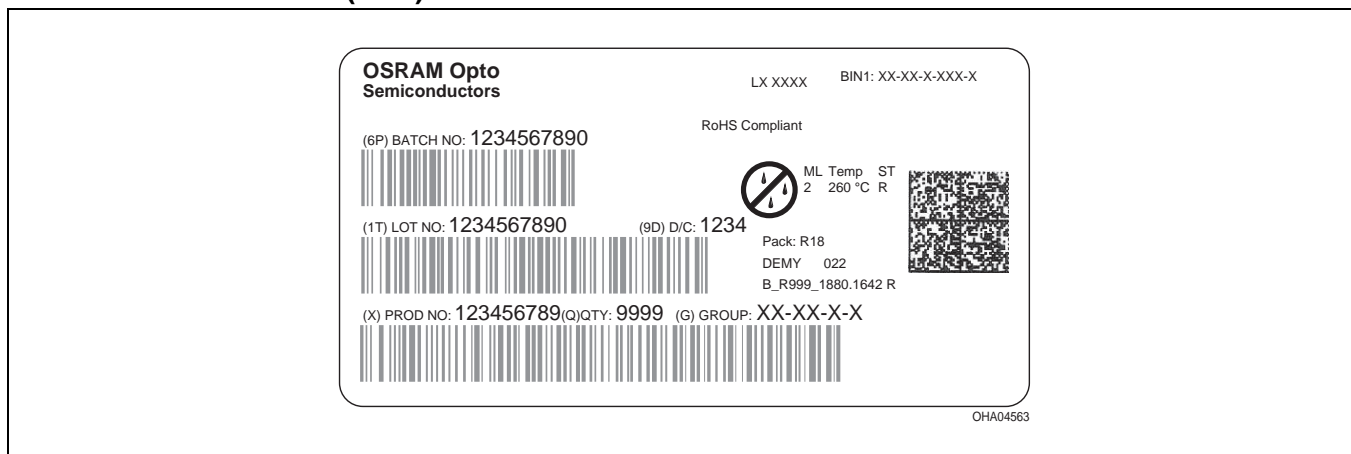 OSRAM Opto
Semiconductors
LX XXXX
BIN1: XX-XX-X-XXX-X
RoHS Compliant
(6P) BATCH NO: 1234567890
ML Temp ST
2 260 °C R
(1T) LOT NO: 1234567890 (9D) D/C: 1234
Pack: R18
DEMY 022
B_R999_1880.1642 R
(X) PROD NO: 123456789(Q)QTY: 9999 (G) GROUP: XX-XX-X-X
OHA04563